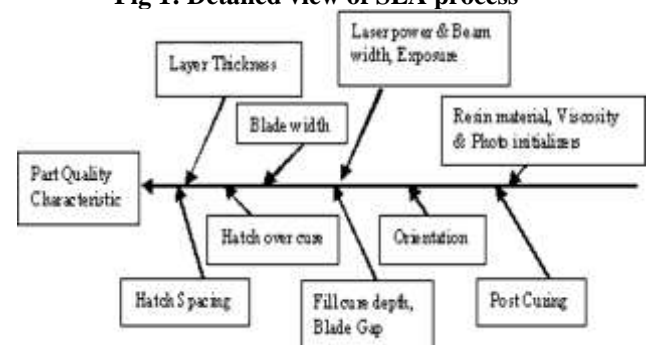 Fig 1: Detailed view of SLA process
Laser power & Beam
width, Exposure
Layer Thickness
Blade width
Resin material, Viscosity
& Photo initializers
Part Quality
Characteristic
Hatch over cure
Orientation
Hatch Spacing
Fill cure depth,
Blade Gap
Post Curing